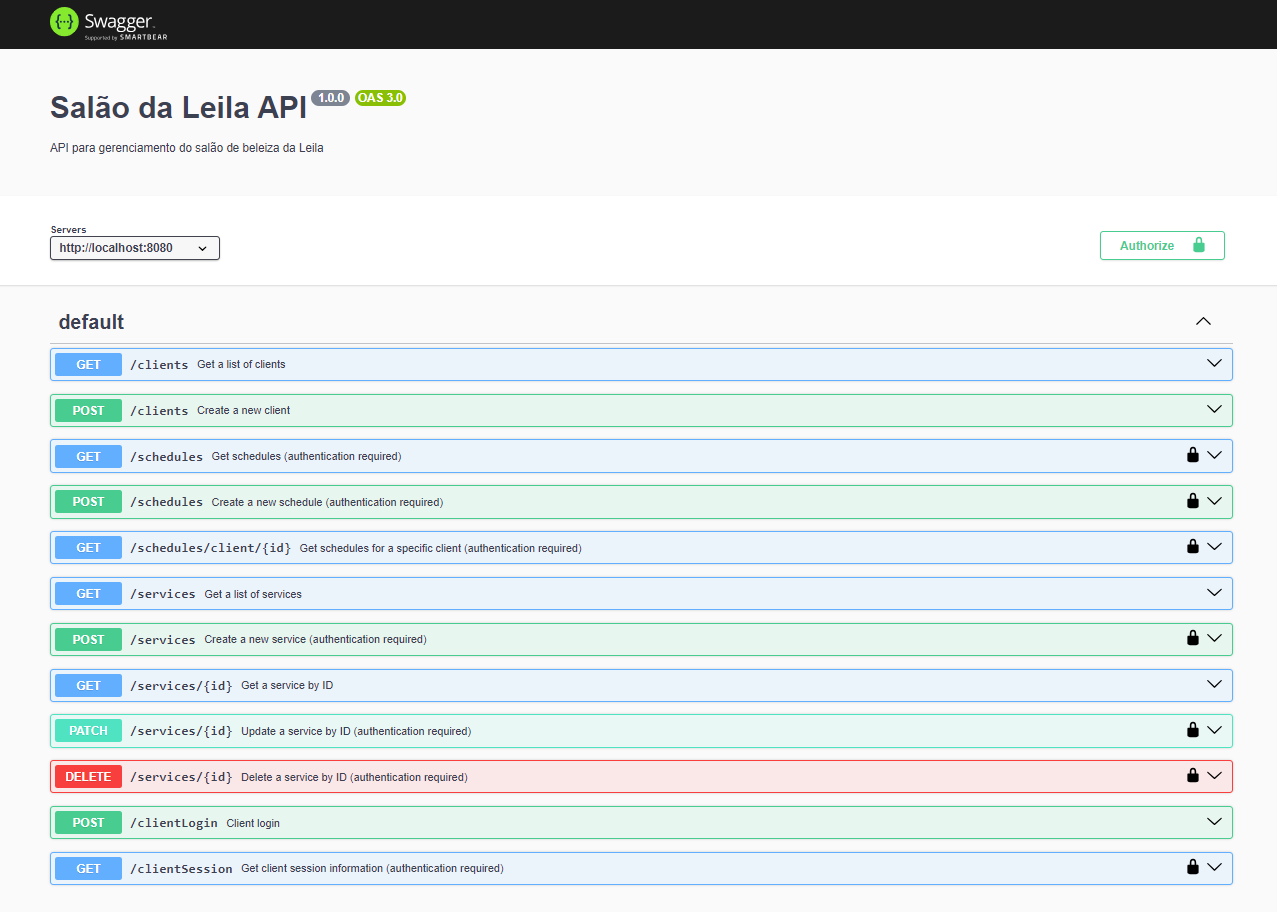 Swagger
Supported by SMARTBEAR
Salão da Leila API 1.0.0 OAS 3.0
API para gerenciamento do salão de beleiza da Leila
Servers
http://localhost:8080
Authorize
default
GET /clients Get a list of clients
POST /clients Create a new client
GET /schedules Get schedules (authentication required)
POST /schedules Create a new schedule (authentication required)
GET /schedules/client/{id} Get schedules for a specific client (authentication required)
GET /services Get a list of services
POST /services Create a new service (authentication required)
GET /services/{id} Get a service by ID
PATCH /services/{id} Update a service by ID (authentication required)
DELETE /services/{id} Delete a service by ID (authentication required)
POST /clientLogin Client login
GET /clientSession Get client session information (authentication required)